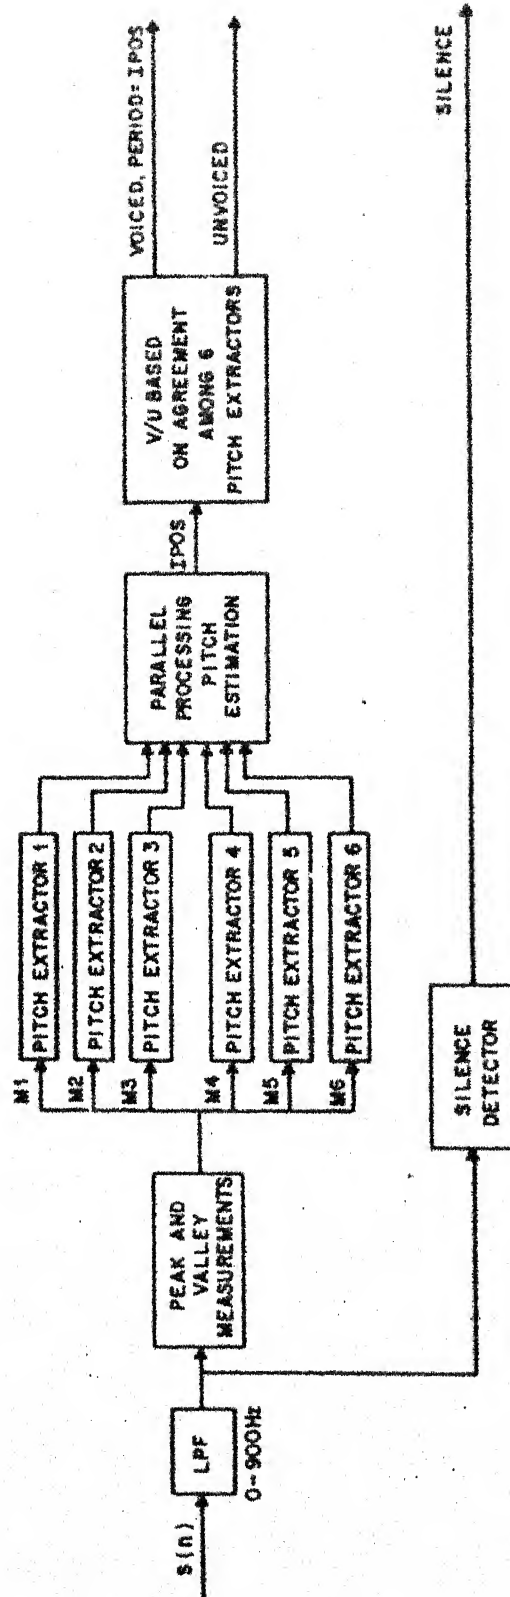 S(n)
LPF
0-900Hz
PEAK AND
VALLEY
MEASUREMENTS
M1
PITCH EXTRACTOR 1
M2
PITCH EXTRACTOR 2
M3
PITCH EXTRACTOR 3
M4
PITCH EXTRACTOR 4
M5
PITCH EXTRACTOR 5
M6
PITCH EXTRACTOR 6
PARALLEL
PROCESSING
PITCH
ESTIMATION
IPOS
V/U BASED
ON AGREEMENT
AMONG 6
PITCH EXTRACTORS
VOICED, PERIOD=IPOS
UNVOICED
SILENCE
DETECTOR
SILENCE